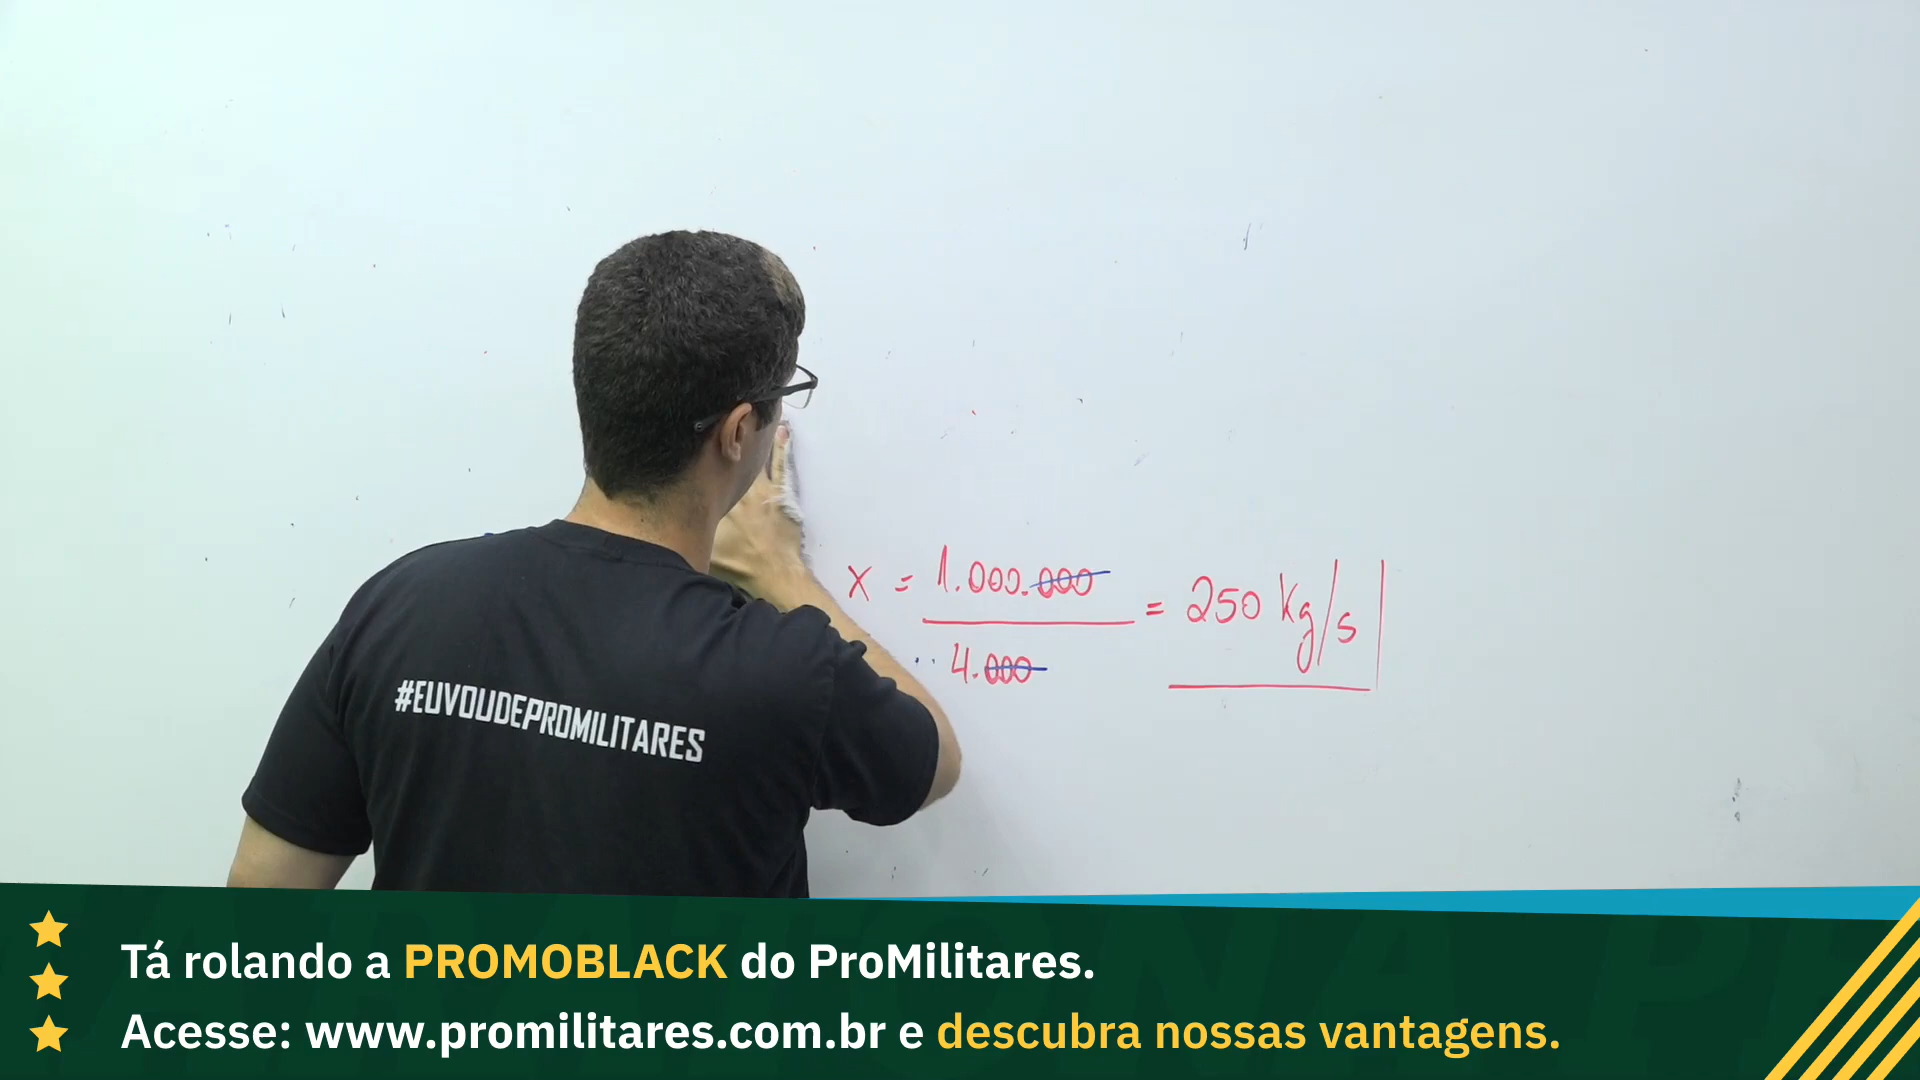 x = 1.000.000 / 4.000 = 250 Kg/s
#EUVOUDEPROMILITARES
Tá rolando a PROMOBLACK do ProMilitares.
Acesse: www.promilitares.com.br e descubra nossas vantagens.